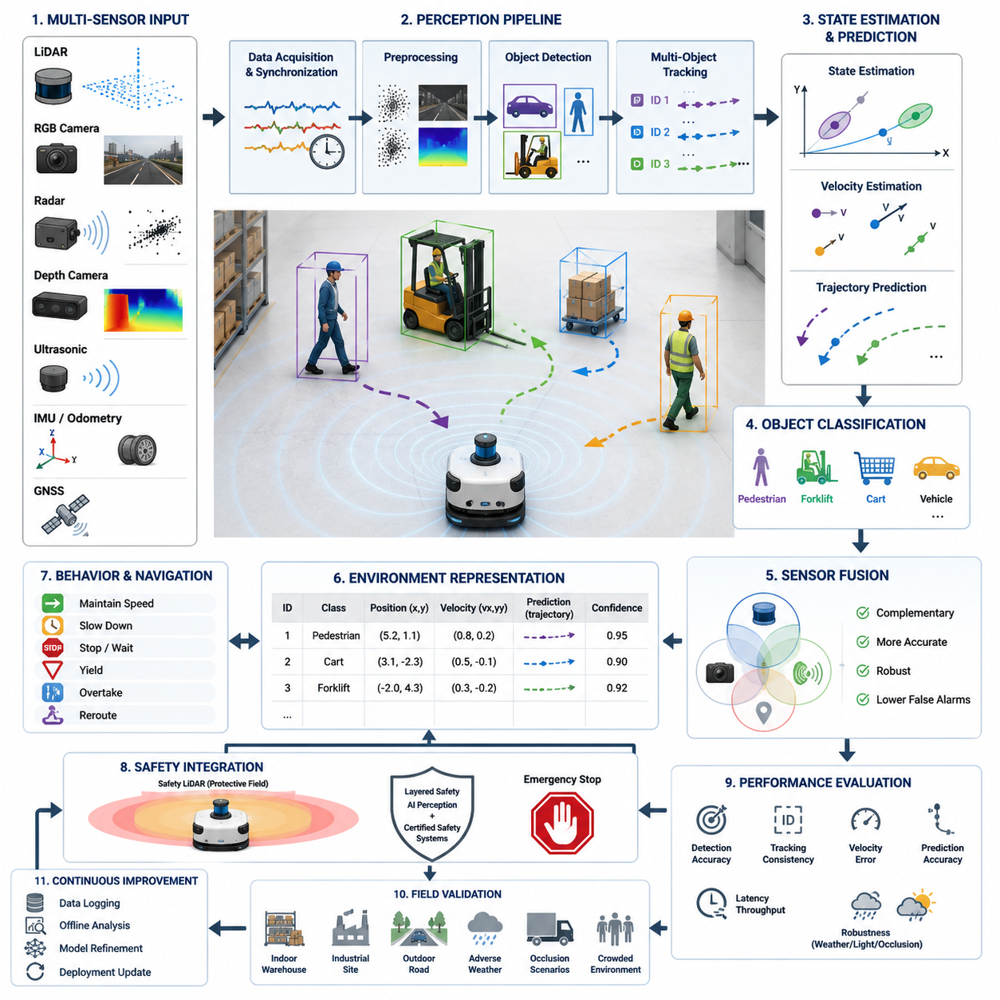 1. MULTI-SENSOR INPUT
LiDAR
RGB Camera
Radar
Depth Camera
Ultrasonic
IMU / Odometry
Z
X
Y
GNSS
2. PERCEPTION PIPELINE
Data Acquisition
& Synchronization
Preprocessing
Object Detection
...
Multi-Object
Tracking
...
ID 1
...
ID 2
...
ID 3
...
3. STATE ESTIMATION
& PREDICTION
State Estimation
Y
X
Velocity Estimation
V
V
V
V
V
Trajectory Prediction
...
4. OBJECT CLASSIFICATION
Pedestrian
Forklift
Cart
Vehicle
...
5. SENSOR FUSION
Complementary
More Accurate
Robust
Lower False Alarms
6. ENVIRONMENT REPRESENTATION
ID Class Position (x,y) Velocity (vx,yy) Prediction (trajectory) Confidence
1 Pedestrian (5.2, 1.1) (0.8, 0.2) 0.95
2 Cart (3.1, -2.3) (0.5, -0.1) 0.90
3 Forklift (-2.0, 4.3) (0.3, -0.2) 0.92
...
7. BEHAVIOR & NAVIGATION
Maintain Speed
Slow Down
STOP Stop / Wait
Yield
Overtake
Reroute
8. SAFETY INTEGRATION
Safety LiDAR (Protective Field)
Layered Safety
AI Perception
+
Certified Safety
Systems
Emergency Stop
9. PERFORMANCE EVALUATION
Detection
Accuracy
ID
Tracking
Consistency
Velocity
Error
Prediction
Accuracy
Latency
Throughput
Robustness
(Weather/Light/Occlusion)
10. FIELD VALIDATION
Indoor
Warehouse
Industrial
Site
Outdoor
Road
Adverse
Weather
Occlusion
Scenarios
Crowded
Environment
11. CONTINUOUS IMPROVEMENT
Data Logging
Offline Analysis
Model Refinement
Deployment Update